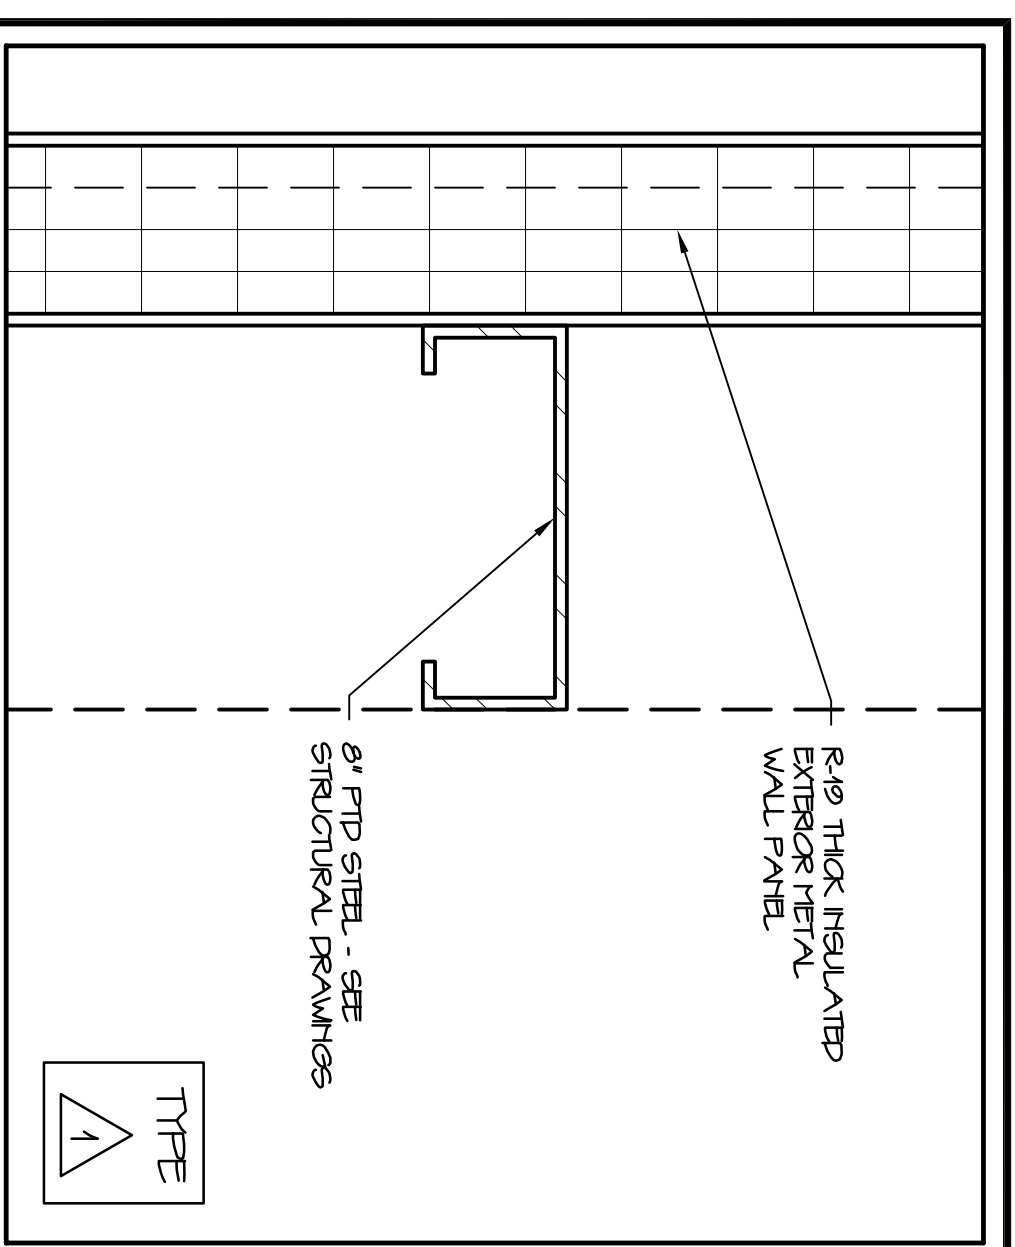 R-19 THICK INSULATED
EXTERIOR METAL
WALL PANEL
8" PTD STEEL - SEE
STRUCTURAL DRAWINGS
TYPE
1